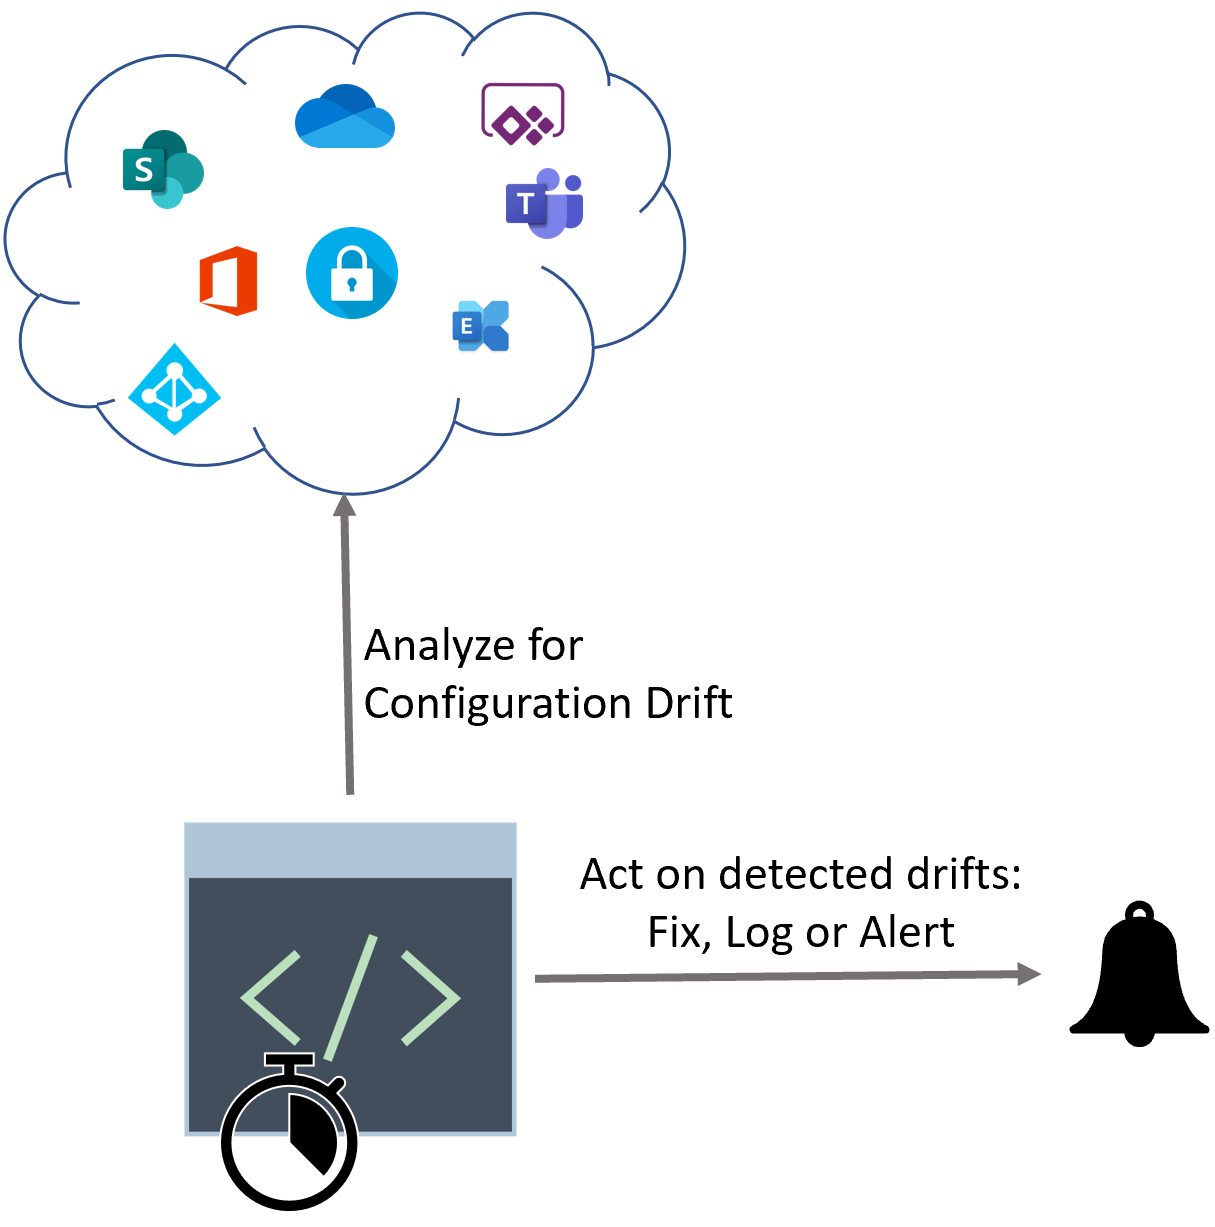 S
T
E
Analyze for
Configuration Drift
Act on detected drifts:
Fix, Log or Alert
</>